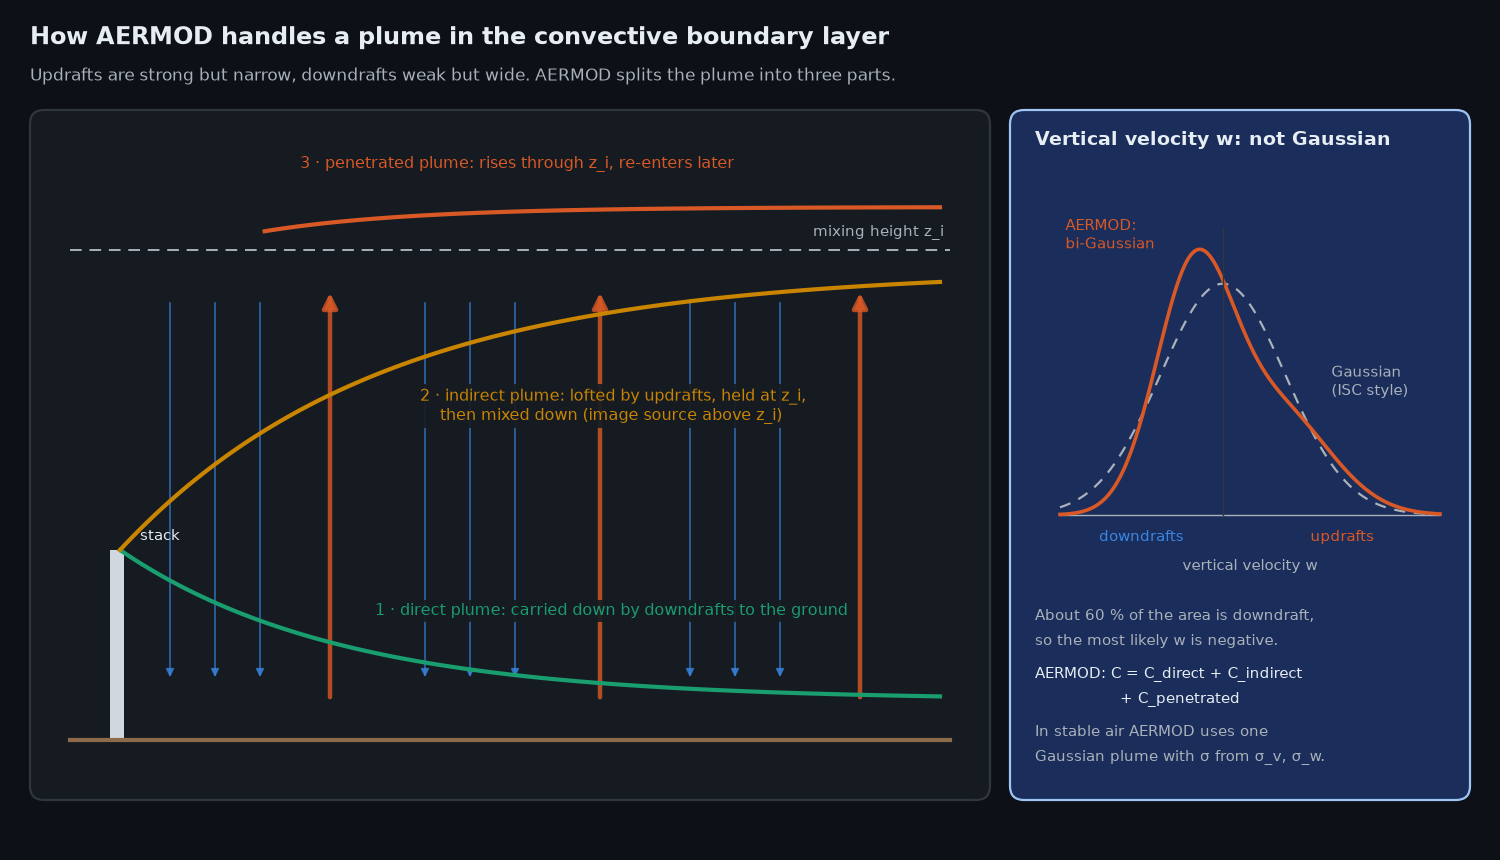 How AERMOD handles a plume in the convective boundary layer
Updrafts are strong but narrow, downdrafts weak but wide. AERMOD splits the plume into three parts.
3 · penetrated plume: rises through z_i, re-enters later
mixing height z_i
2 · indirect plume: lofted by updrafts, held at z_i,
then mixed down (image source above z_i)
stack
1 · direct plume: carried down by downdrafts to the ground
Vertical velocity w: not Gaussian
AERMOD:
bi-Gaussian
Gaussian
(ISC style)
downdrafts
updrafts
vertical velocity w
About 60 % of the area is downdraft,
so the most likely w is negative.
AERMOD: C = C_direct + C_indirect
+ C_penetrated
In stable air AERMOD uses one
Gaussian plume with σ from σ_v, σ_w.